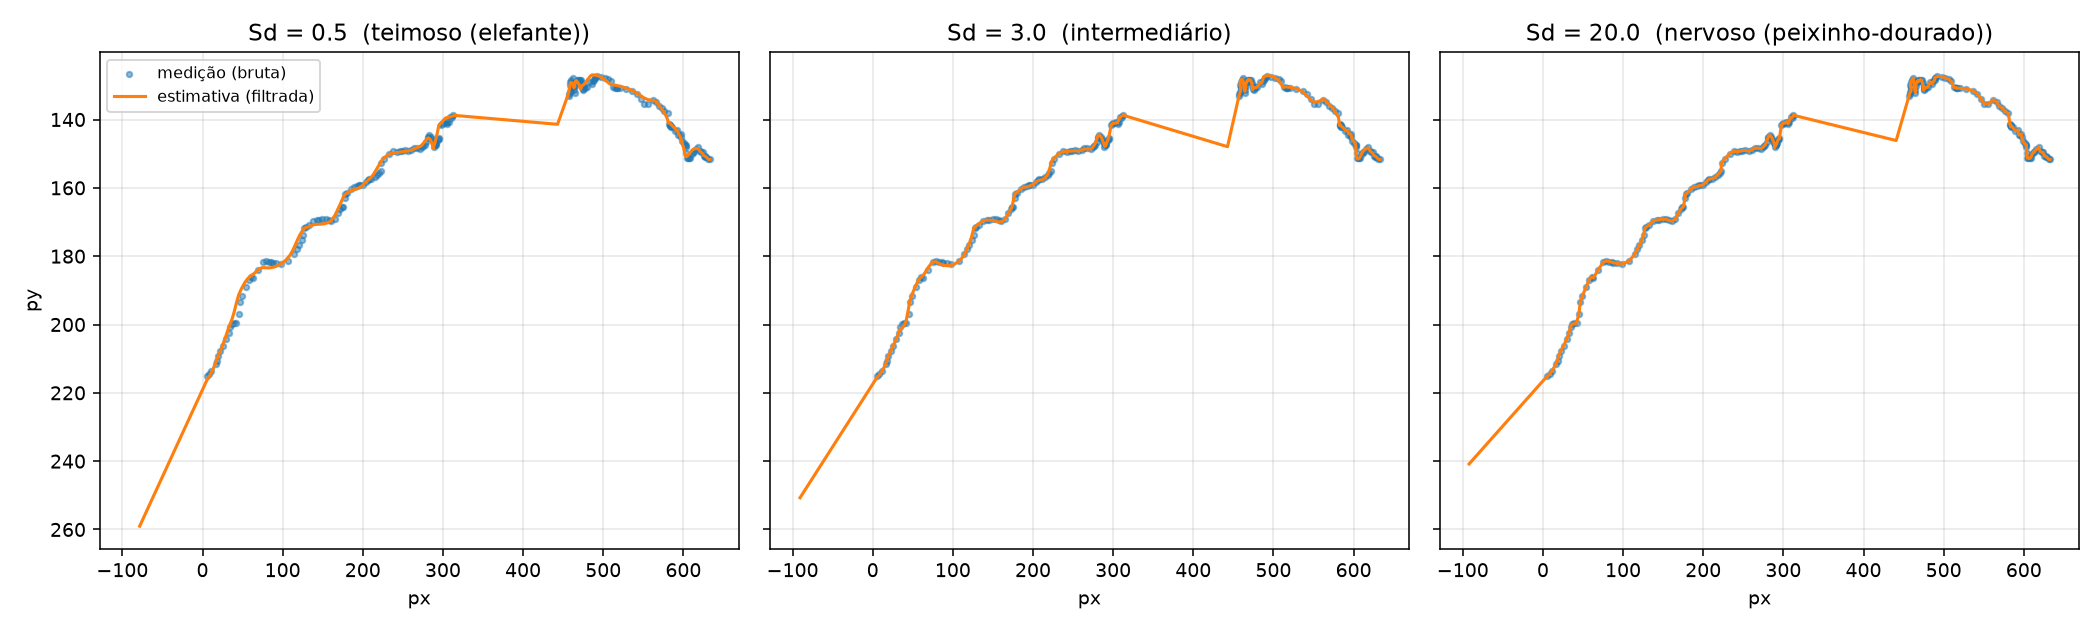 Sd = 0.5  (teimoso (elefante))
medição (bruta)
estimativa (filtrada)
140
160
180
200
220
240
260
py
−100 0 100 200 300 400 500 600
px
Sd = 3.0  (intermediário)
−100 0 100 200 300 400 500 600
px
Sd = 20.0  (nervoso (peixinho-dourado))
−100 0 100 200 300 400 500 600
px